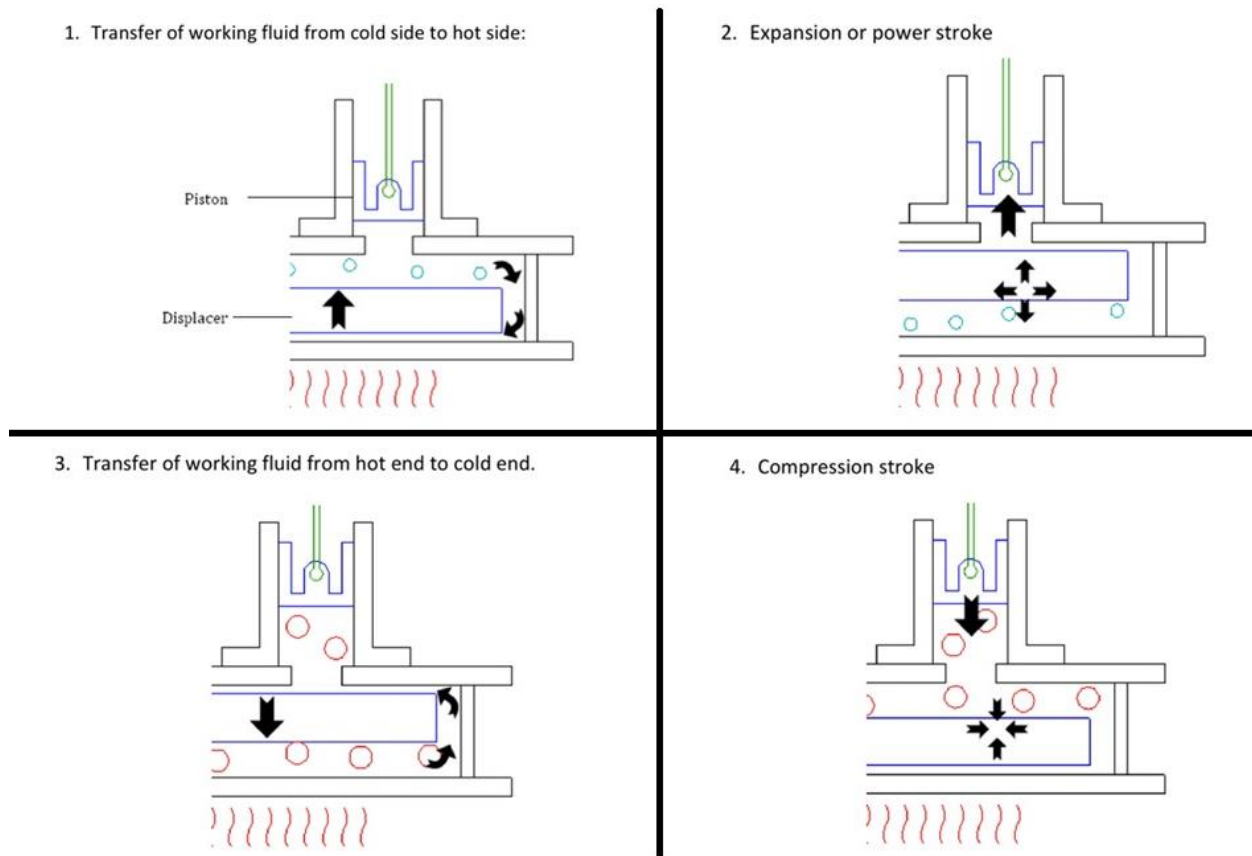 1. Transfer of working fluid from cold side to hot side:
Piston
Displacer
2. Expansion or power stroke
3. Transfer of working fluid from hot end to cold end.
4. Compression stroke